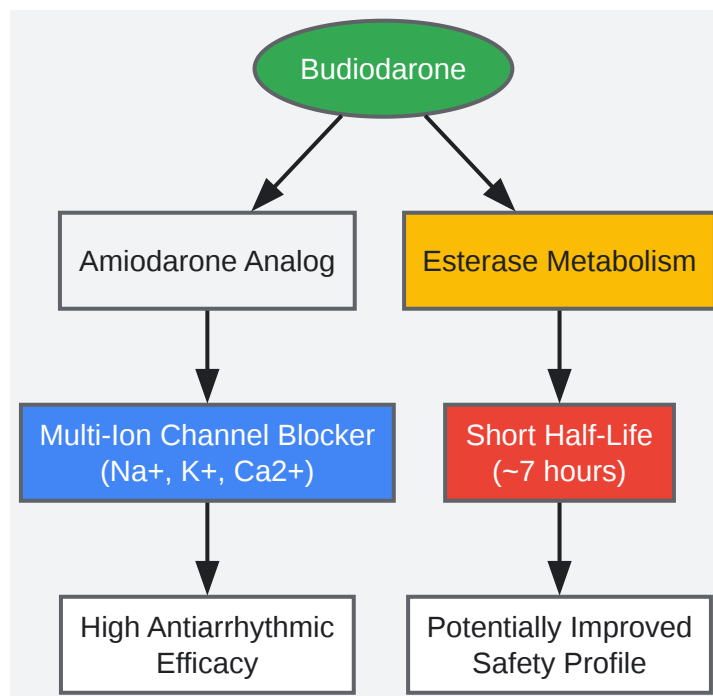 Budiodarone
Amiodarone Analog
Esterase Metabolism
Multi-Ion Channel Blocker
(Na+, K+, Ca2+)
Short Half-Life
(~7 hours)
High Antiarrhythmic
Efficacy
Potentially Improved
Safety Profile